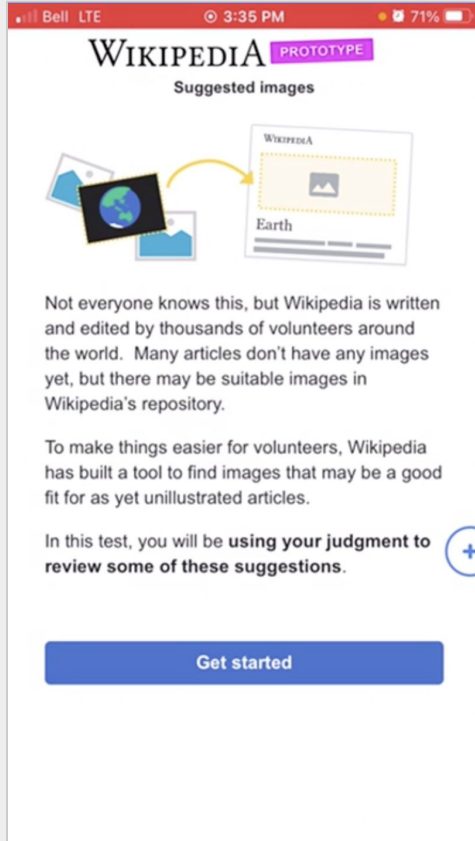 Bell LTE 3:35 PM 71%
WIKIPEDIA PROTOTYPE
Suggested images
WIKIPEDIA
Earth
Not everyone knows this, but Wikipedia is written
and edited by thousands of volunteers around
the world.  Many articles don't have any images
yet, but there may be suitable images in
Wikipedia's repository.
To make things easier for volunteers, Wikipedia
has built a tool to find images that may be a good
fit for as yet unillustrated articles.
In this test, you will be using your judgment to
review some of these suggestions.
+
Get started